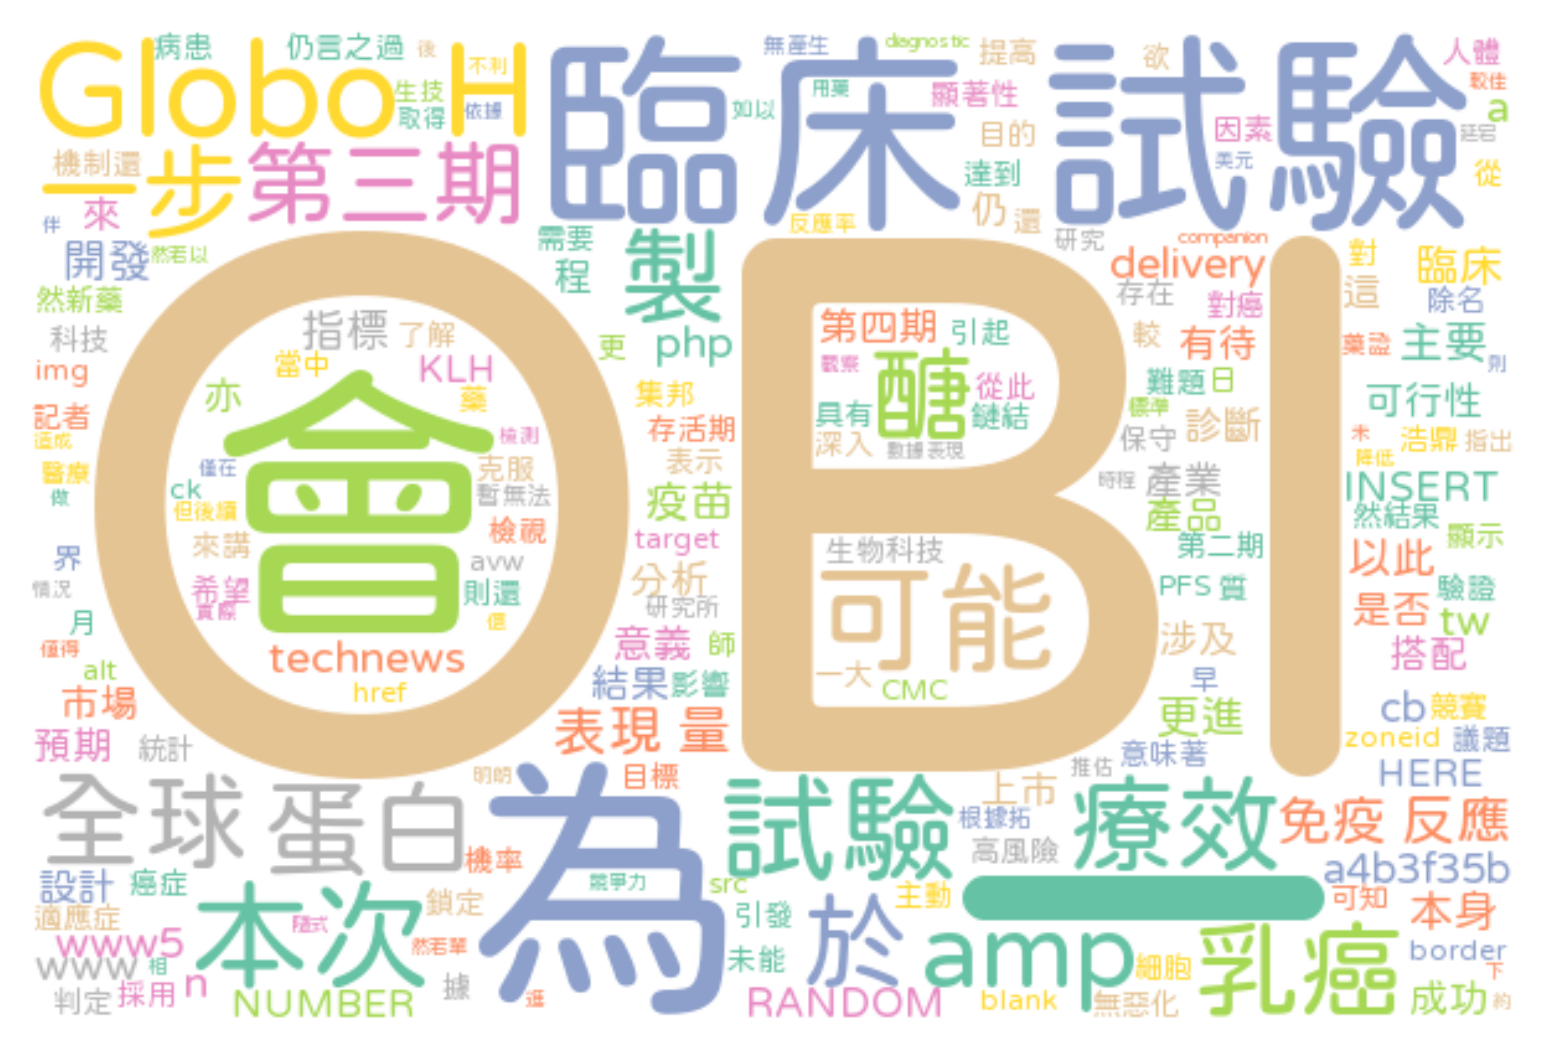 Globo H
病患
仍言之過
後
不利
生技
取得
依據
臨床試驗
無產生
diagnostic
提高
欲
人體
較佳
a
用藥
顯著性
如以
目的
因素
美元
達到
仍
還
從
機制還
一步
第三期
來
伴
開發
然若以
反應率
研究
companion
需要
程
製
delivery
存在
對癌
對
臨床
這
除名
然新藥
科技
img
記者
造成
醫療
做
OBI
指標
了解
當中
KLH
亦
藥
會
檢測
僅在
克服
ck
暫無法
但後續
檢視
來講
avw
希望
實際
則還
technews
href
更
php
集邦
存活期
表示
疫苗
target
分析
研究所
意義
師
結果
影響
表現
量
第四期
引起
觀察
醣
從此
具有
鏈結
深入
數據
表現
生物科技
可能
一大
CMC
較
有待
難題
日
標準
保守
診斷
時程
產業
產品
第二期
PFS
質
涉及
早
更進
意味著
推估
藥證
主要
則
可行性
未
浩鼎
指出
降低
INSERT
然結果
顯示
以此
驗證
是否
tw
搭配
cb
競賽
zoneid
議題
HERE
界
情況
月
值得
alt
市場
預期
統計
明朗
目標
上市
全球
蛋白
機率
為
試驗
根據拓
高風險
療效
免疫
反應
a4b3f35b
設計
癌症
適應症
本次
鎖定
競爭力
src
主動
引發
於
可知
本身
www5
www
相
n
然若單
未能
amp
細胞
乳癌
border
下
判定
採用
NUMBER
據
進
RANDOM
blank
無惡化
成功
約